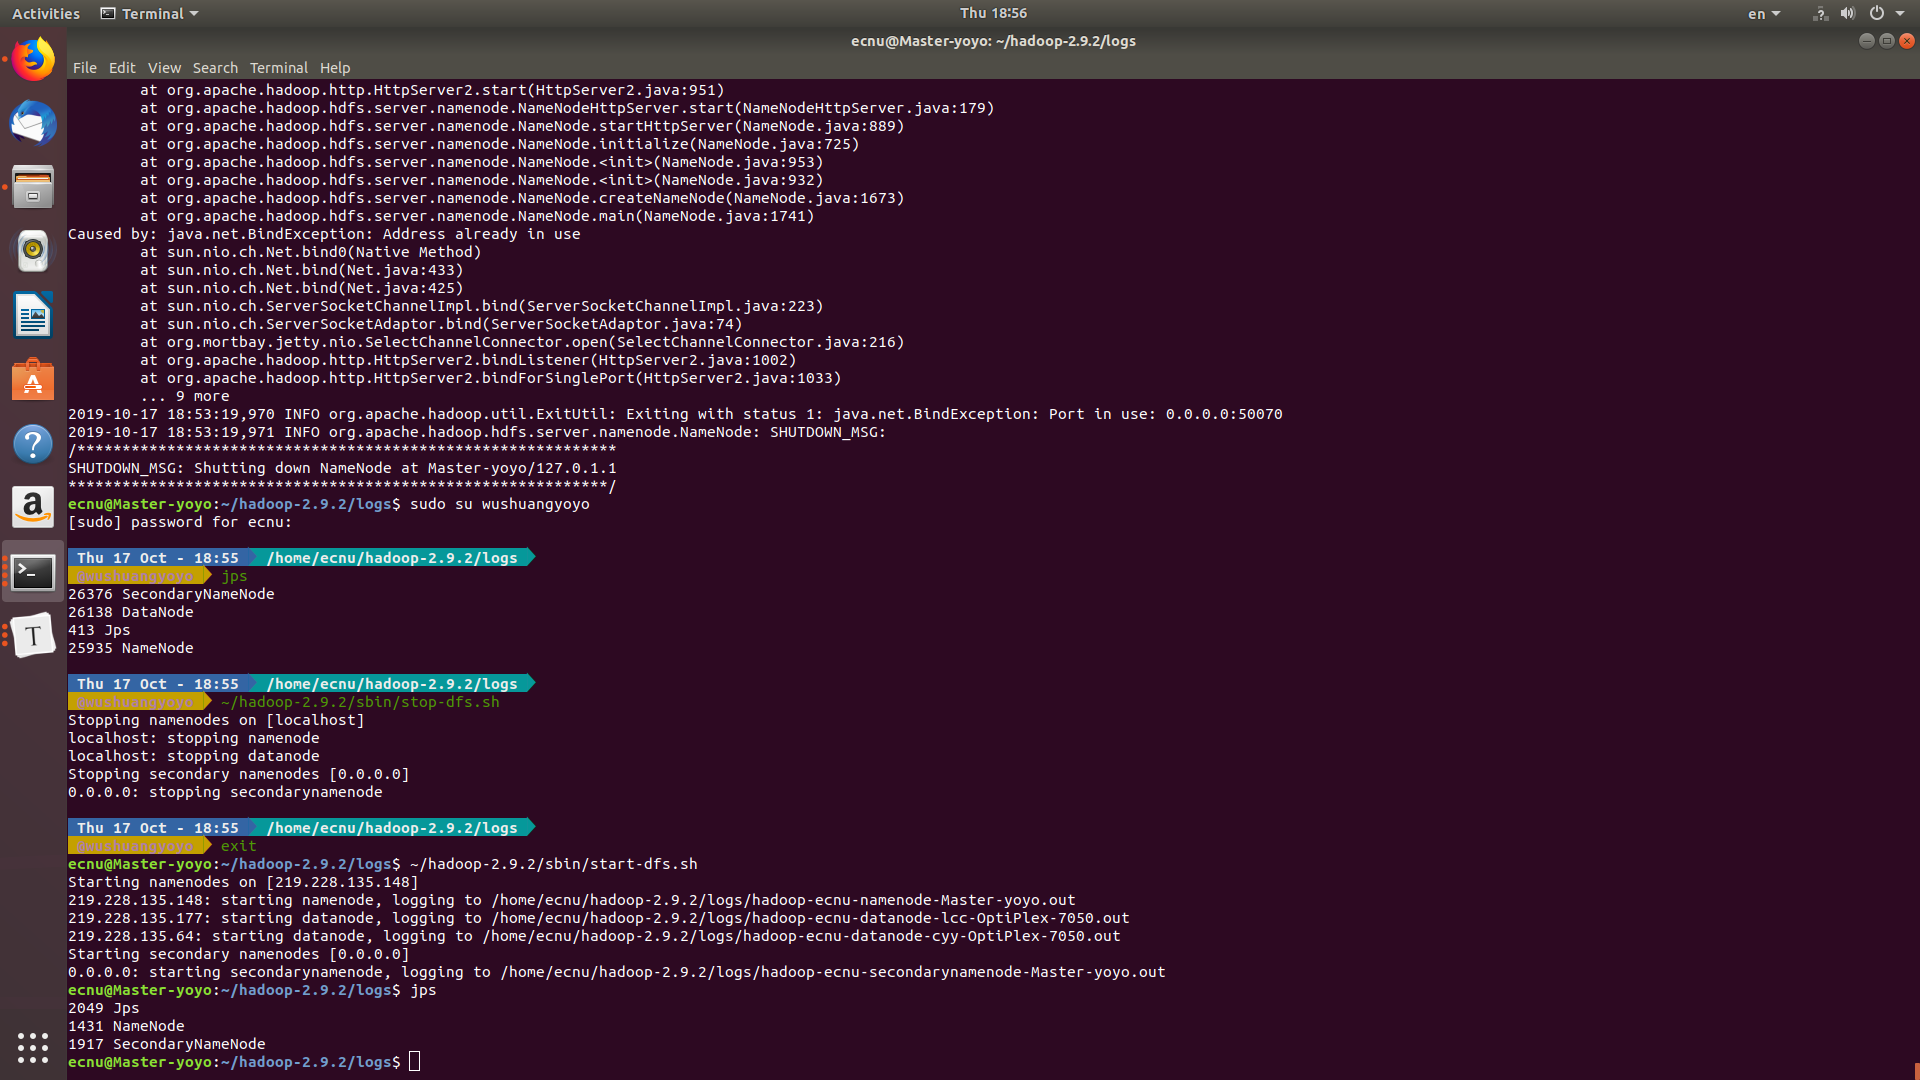 Activities Terminal Thu 18:56 en
ecnu@Master-yoyo: ~/hadoop-2.9.2/logs
File Edit View Search Terminal Help
at org.apache.hadoop.http.HttpServer2.start(HttpServer2.java:951)
at org.apache.hadoop.hdfs.server.namenode.NameNodeHttpServer.start(NameNodeHttpServer.java:179)
at org.apache.hadoop.hdfs.server.namenode.NameNode.startHttpServer(NameNode.java:889)
at org.apache.hadoop.hdfs.server.namenode.NameNode.initialize(NameNode.java:725)
at org.apache.hadoop.hdfs.server.namenode.NameNode.<init>(NameNode.java:953)
at org.apache.hadoop.hdfs.server.namenode.NameNode.<init>(NameNode.java:932)
at org.apache.hadoop.hdfs.server.namenode.NameNode.createNameNode(NameNode.java:1673)
at org.apache.hadoop.hdfs.server.namenode.NameNode.main(NameNode.java:1741)
Caused by: java.net.BindException: Address already in use
at sun.nio.ch.Net.bind0(Native Method)
at sun.nio.ch.Net.bind(Net.java:433)
at sun.nio.ch.Net.bind(Net.java:425)
at sun.nio.ch.ServerSocketChannelImpl.bind(ServerSocketChannelImpl.java:223)
at sun.nio.ch.ServerSocketAdaptor.bind(ServerSocketAdaptor.java:74)
at org.mortbay.jetty.nio.SelectChannelConnector.open(SelectChannelConnector.java:216)
at org.apache.hadoop.http.HttpServer2.bindListener(HttpServer2.java:1002)
at org.apache.hadoop.http.HttpServer2.bindForSinglePort(HttpServer2.java:1033)
... 9 more
2019-10-17 18:53:19,970 INFO org.apache.hadoop.util.ExitUtil: Exiting with status 1: java.net.BindException: Port in use: 0.0.0.0:50070
2019-10-17 18:53:19,971 INFO org.apache.hadoop.hdfs.server.namenode.NameNode: SHUTDOWN_MSG:
/************************************************************
SHUTDOWN_MSG: Shutting down NameNode at Master-yoyo/127.0.1.1
************************************************************/
ecnu@Master-yoyo:~/hadoop-2.9.2/logs$ sudo su wushuangyoyo
[sudo] password for ecnu:
Thu 17 Oct - 18:55 /home/ecnu/hadoop-2.9.2/logs
@wushuangyoyo jps
26376 SecondaryNameNode
26138 DataNode
413 Jps
25935 NameNode
Thu 17 Oct - 18:55 /home/ecnu/hadoop-2.9.2/logs
@wushuangyoyo ~/hadoop-2.9.2/sbin/stop-dfs.sh
Stopping namenodes on [localhost]
localhost: stopping namenode
localhost: stopping datanode
Stopping secondary namenodes [0.0.0.0]
0.0.0.0: stopping secondarynamenode
Thu 17 Oct - 18:55 /home/ecnu/hadoop-2.9.2/logs
@wushuangyoyo exit
ecnu@Master-yoyo:~/hadoop-2.9.2/logs$ ~/hadoop-2.9.2/sbin/start-dfs.sh
Starting namenodes on [219.228.135.148]
219.228.135.148: starting namenode, logging to /home/ecnu/hadoop-2.9.2/logs/hadoop-ecnu-namenode-Master-yoyo.out
219.228.135.177: starting datanode, logging to /home/ecnu/hadoop-2.9.2/logs/hadoop-ecnu-datanode-lcc-OptiPlex-7050.out
219.228.135.64: starting datanode, logging to /home/ecnu/hadoop-2.9.2/logs/hadoop-ecnu-datanode-cyy-OptiPlex-7050.out
Starting secondary namenodes [0.0.0.0]
0.0.0.0: starting secondarynamenode, logging to /home/ecnu/hadoop-2.9.2/logs/hadoop-ecnu-secondarynamenode-Master-yoyo.out
ecnu@Master-yoyo:~/hadoop-2.9.2/logs$ jps
2049 Jps
1431 NameNode
1917 SecondaryNameNode
ecnu@Master-yoyo:~/hadoop-2.9.2/logs$